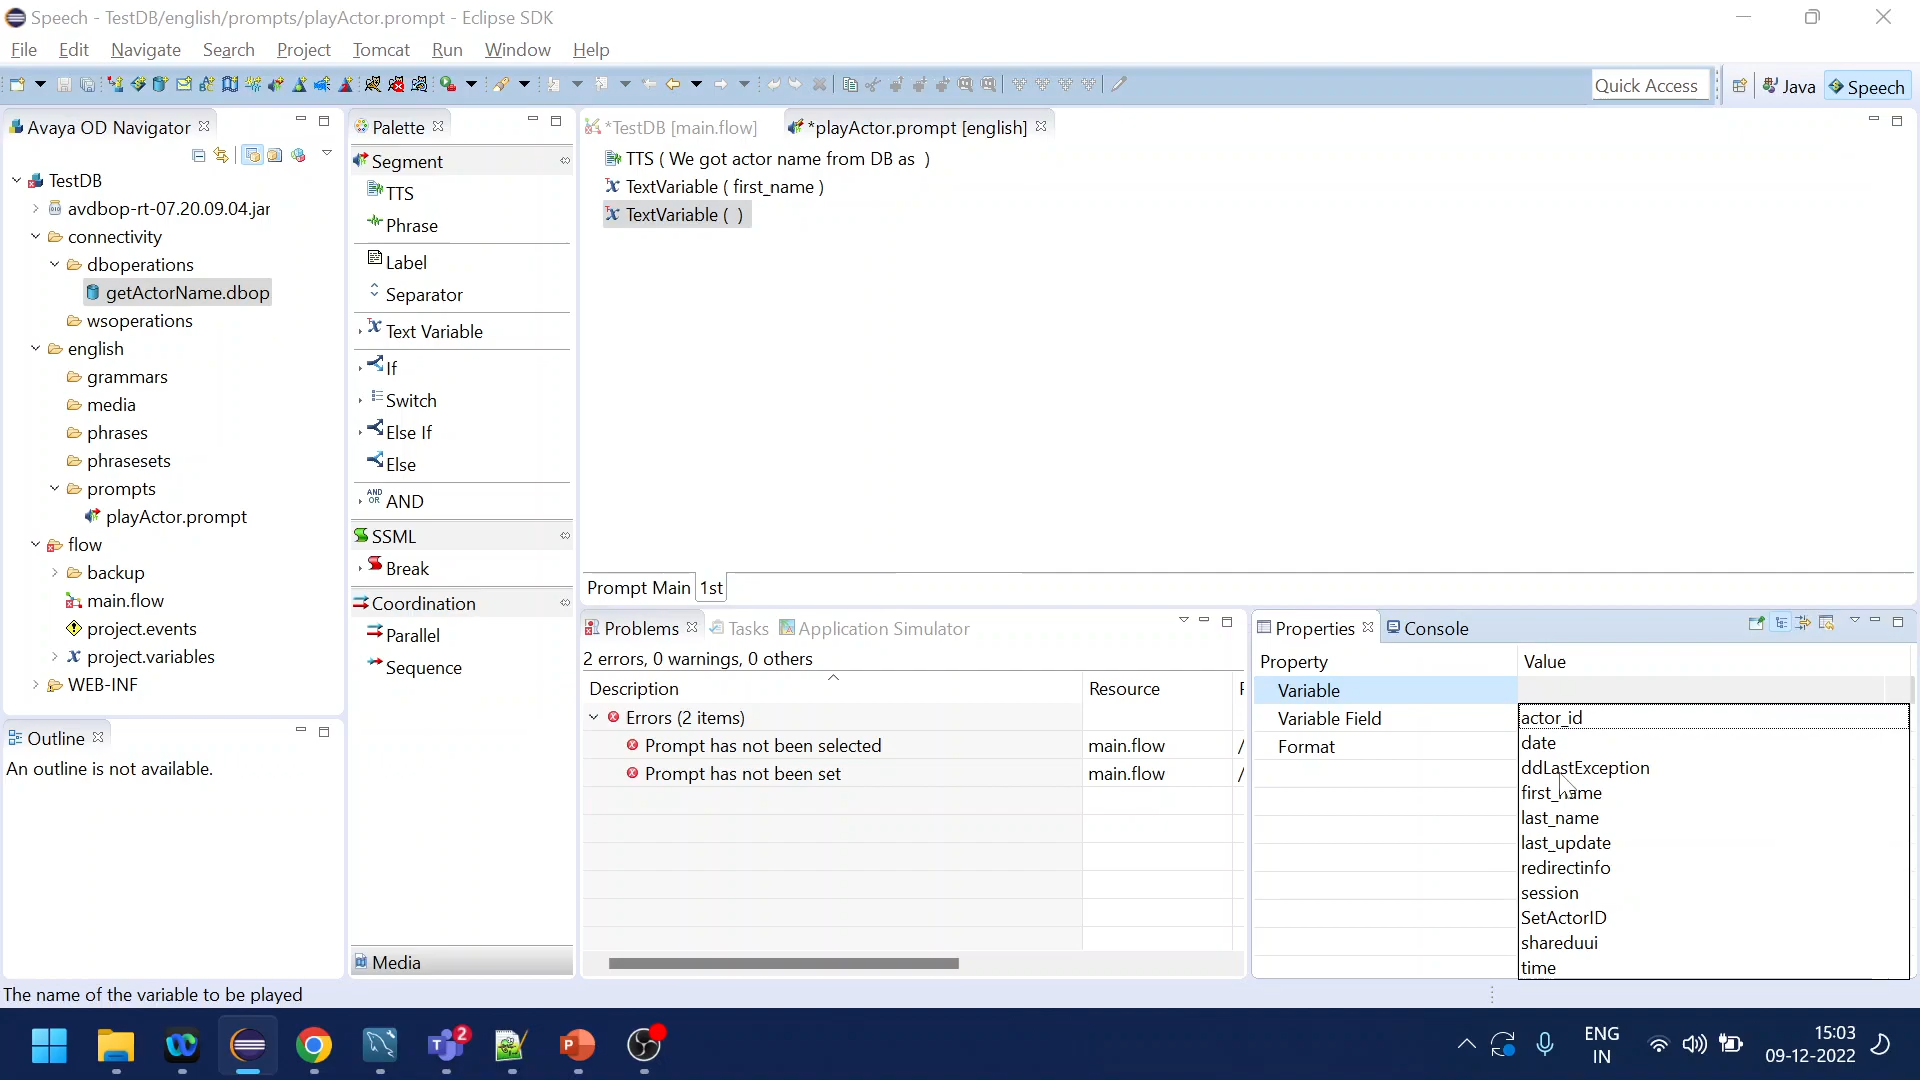 Speech - TestDB/english/prompts/playActor.prompt - Eclipse SDK
File Edit Navigate Search Project Tomcat Run Window Help
Quick Access Java Speech
Avaya OD Navigator
TestDB
avdbop-rt-07.20.09.04.jar
connectivity
dboperations
getActorName.dbop
wsoperations
english
grammars
media
phrases
phrasesets
prompts
playActor.prompt
flow
backup
main.flow
project.events
project.variables
WEB-INF
Outline
An outline is not available.
Palette
Segment
TTS
Phrase
Label
Separator
Text Variable
If
Switch
Else If
Else
AND
OR AND
SSML
Break
Coordination
Parallel
Sequence
Media
*TestDB [main.flow] *playActor.prompt [english]
TTS ( We got actor name from DB as )
TextVariable ( first_name )
TextVariable ( )
Prompt Main 1st
Problems Tasks Application Simulator
2 errors, 0 warnings, 0 others
Description Resource
Errors (2 items)
Prompt has not been selected main.flow /
Prompt has not been set main.flow /
Properties Console
Property Value
Variable
Variable Field
Format
actor_id
date
ddLastException
first_name
last_name
last_update
redirectinfo
session
SetActorID
shareduui
time
The name of the variable to be played
2
ENG
IN
15:03
09-12-2022